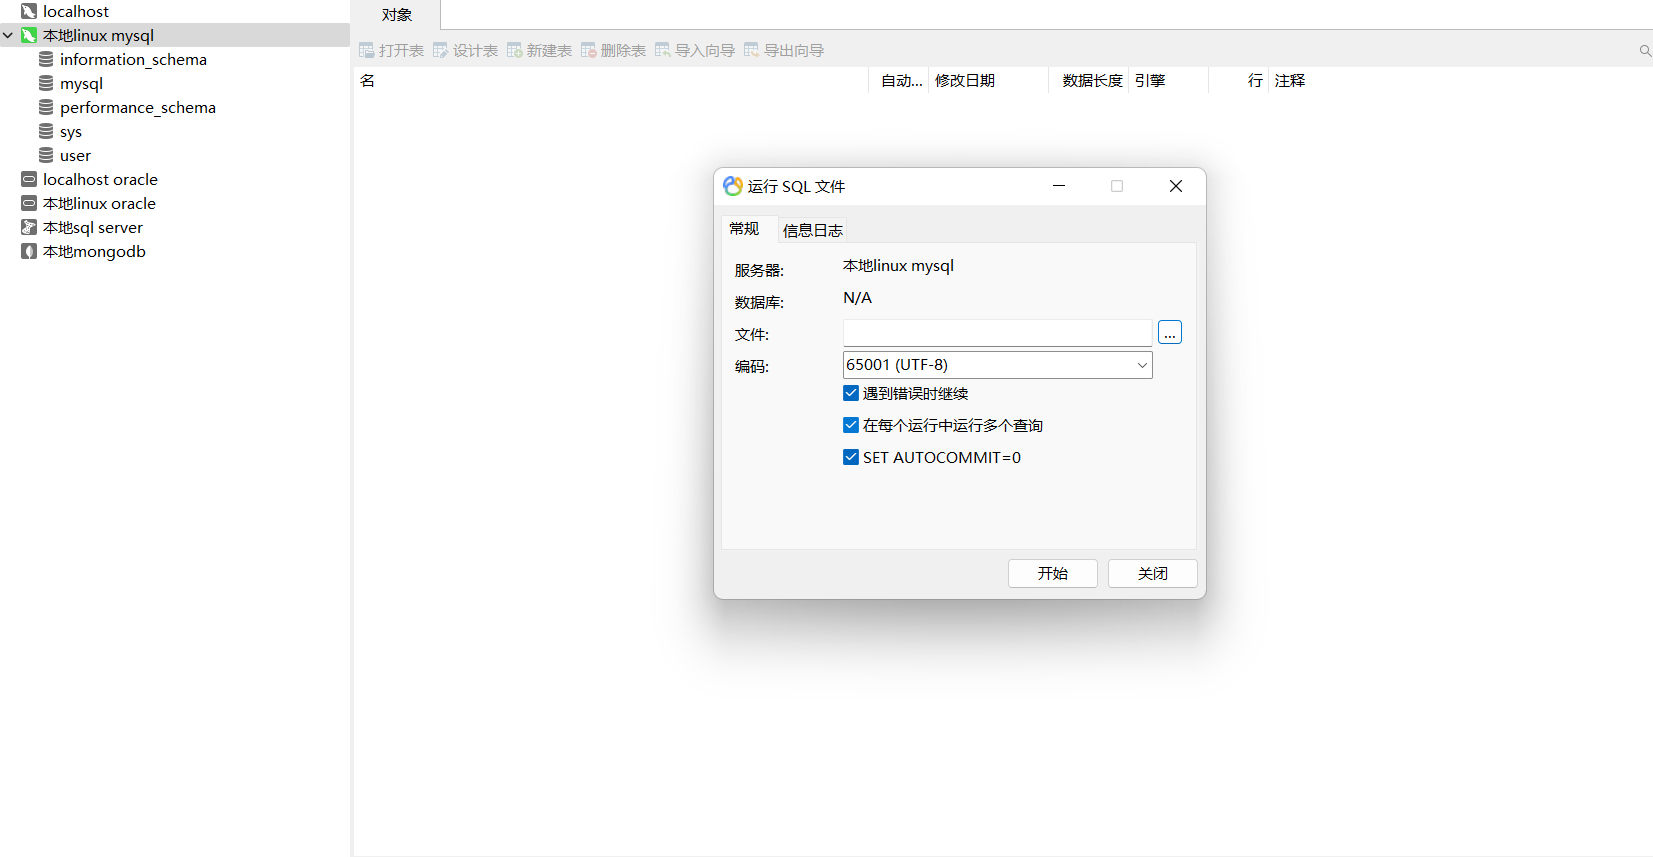 localhost
本地linux mysql
information_schema
mysql
performance_schema
sys
user
localhost oracle
本地linux oracle
本地sql server
本地mongodb
对象
打开表 设计表 新建表 删除表 导入向导 导出向导
名 自动... 修改日期 数据长度 引擎 行 注释
运行 SQL 文件
常规 信息日志
服务器: 本地linux mysql
数据库: N/A
文件: ...
编码: 65001 (UTF-8)
遇到错误时继续
在每个运行中运行多个查询
SET AUTOCOMMIT=0
开始 关闭